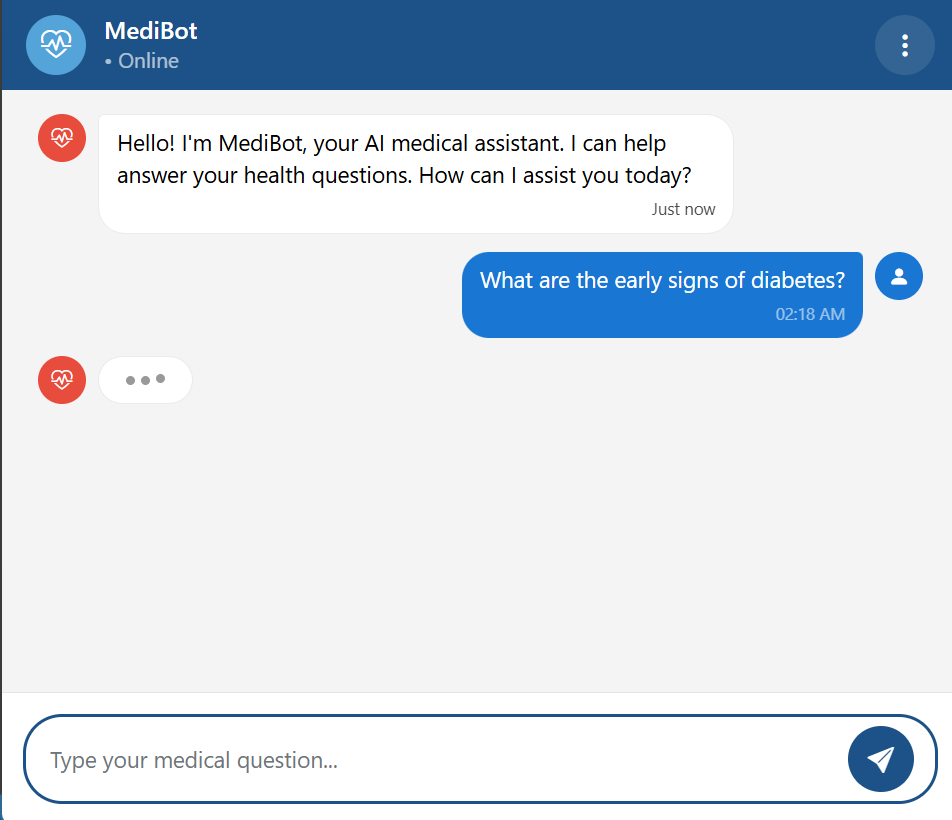 MediBot
• Online
Hello! I'm MediBot, your AI medical assistant. I can help
answer your health questions. How can I assist you today?
Just now
What are the early signs of diabetes?
02:18 AM
Type your medical question...